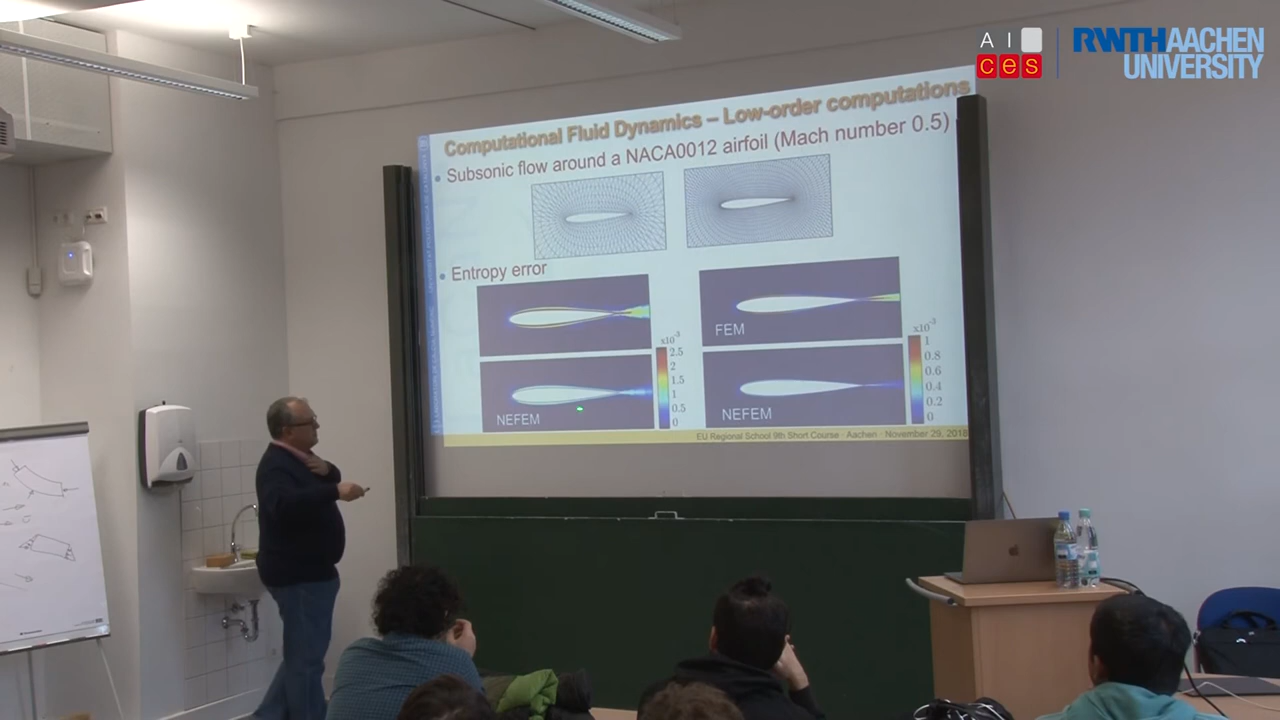 AI
ces
RWTHAACHEN
UNIVERSITY
Computational Fluid Dynamics – Low-order computations
Subsonic flow around a NACA0012 airfoil (Mach number 0.5)
Entropy error
FEM
x10-3
2.5
2
1.5
1
0.5
0
x10-3
1
0.8
0.6
0.4
0.2
0
NEFEM
NEFEM
EU Regional School 9th Short Course · Aachen · November 29, 2018